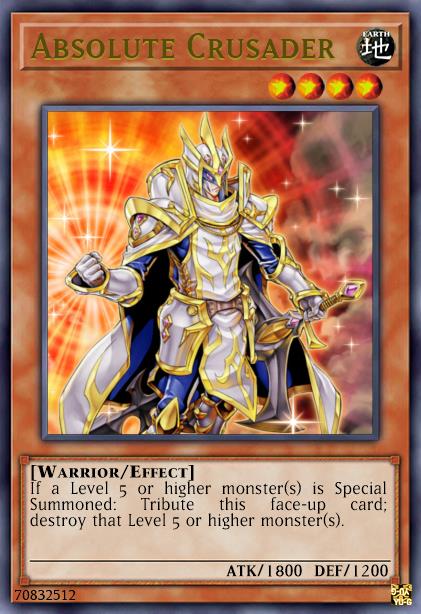 Absolute Crusader
EARTH
地
[Warrior/Effect]
If a Level 5 or higher monster(s) is Special
Summoned: Tribute this face-up card;
destroy that Level 5 or higher monster(s).
ATK/1800 DEF/1200
70832512